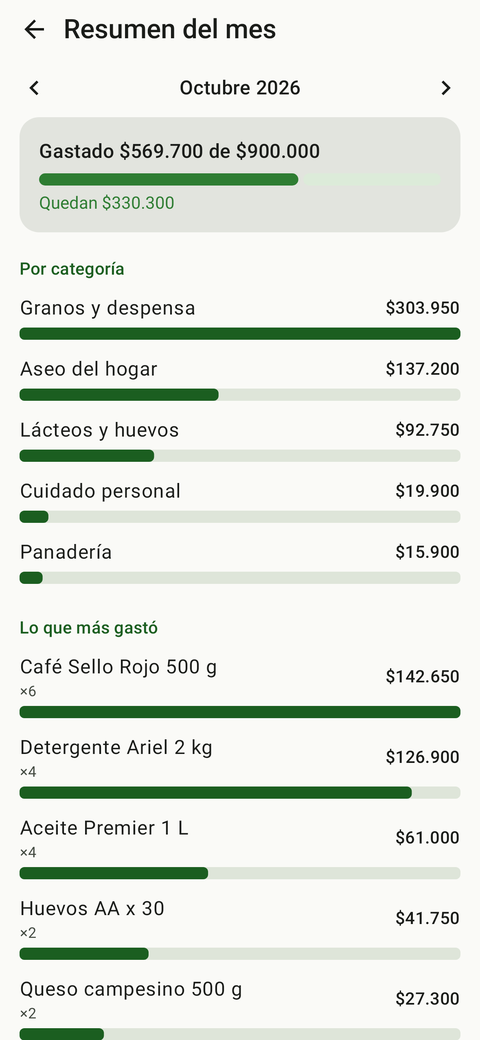 Resumen del mes
Octubre 2026
Gastado $569.700 de $900.000
Quedan $330.300
Por categoría
Granos y despensa $303.950
Aseo del hogar $137.200
Lácteos y huevos $92.750
Cuidado personal $19.900
Panadería $15.900
Lo que más gastó
Café Sello Rojo 500 g
×6
$142.650
Detergente Ariel 2 kg
×4
$126.900
Aceite Premier 1 L
×4
$61.000
Huevos AA x 30
×2
$41.750
Queso campesino 500 g
×2
$27.300